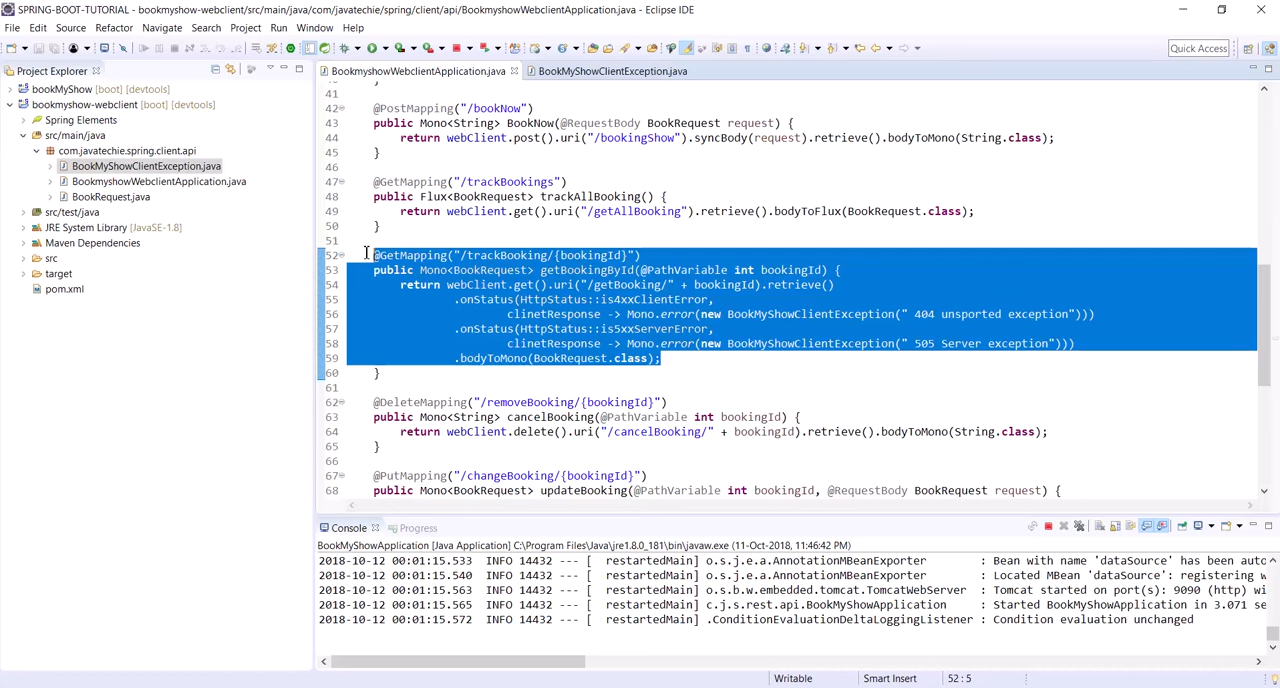 SPRING-BOOT-TUTORIAL - bookmyshow-webclient/src/main/java/com/javatechie/spring/client/api/BookmyshowWebclientApplication.java - Eclipse IDE
File Edit Source Refactor Navigate Search Project Run Window Help
Quick Access
Project Explorer
bookMyShow [boot] [devtools]
bookmyshow-webclient [boot] [devtools]
Spring Elements
src/main/java
com.javatechie.spring.client.api
BookMyShowClientException.java
BookmyshowWebclientApplication.java
BookRequest.java
src/test/java
JRE System Library [JavaSE-1.8]
Maven Dependencies
src
target
pom.xml
BookmyshowWebclientApplication.java BookMyShowClientException.java
41
42 @PostMapping("/bookNow")
43 public Mono<String> BookNow(@RequestBody BookRequest request) {
44 return webClient.post().uri("/bookingShow").syncBody(request).retrieve().bodyToMono(String.class);
45 }
46
47 @GetMapping("/trackBookings")
48 public Flux<BookRequest> trackAllBooking() {
49 return webClient.get().uri("/getAllBooking").retrieve().bodyToFlux(BookRequest.class);
50 }
51
52 @GetMapping("/trackBooking/{bookingId}")
53 public Mono<BookRequest> getBookingById(@PathVariable int bookingId) {
54 return webClient.get().uri("/getBooking/" + bookingId).retrieve()
55 .onStatus(HttpStatus::is4xxClientError,
56 clinetResponse -> Mono.error(new BookMyShowClientException(" 404 unsported exception")))
57 .onStatus(HttpStatus::is5xxServerError,
58 clinetResponse -> Mono.error(new BookMyShowClientException(" 505 Server exception")))
59 .bodyToMono(BookRequest.class);
60 }
61
62 @DeleteMapping("/removeBooking/{bookingId}")
63 public Mono<String> cancelBooking(@PathVariable int bookingId) {
64 return webClient.delete().uri("/cancelBooking/" + bookingId).retrieve().bodyToMono(String.class);
65 }
66
67 @PutMapping("/changeBooking/{bookingId}")
68 public Mono<BookRequest> updateBooking(@PathVariable int bookingId, @RequestBody BookRequest request) {
Console Progress
BookMyShowApplication [Java Application] C:\Program Files\Java\jre1.8.0_181\bin\javaw.exe (11-Oct-2018, 11:46:42 PM)
2018-10-12 00:01:15.533 INFO 14432 --- [ restartedMain] o.s.j.e.a.AnnotationMBeanExporter : Bean with name 'dataSource' has been auto
2018-10-12 00:01:15.540 INFO 14432 --- [ restartedMain] o.s.j.e.a.AnnotationMBeanExporter : Located MBean 'dataSource': registering w
2018-10-12 00:01:15.563 INFO 14432 --- [ restartedMain] o.s.b.w.embedded.tomcat.TomcatWebServer : Tomcat started on port(s): 9090 (http) wi
2018-10-12 00:01:15.565 INFO 14432 --- [ restartedMain] c.j.s.rest.api.BookMyShowApplication : Started BookMyShowApplication in 3.071 se
2018-10-12 00:01:15.572 INFO 14432 --- [ restartedMain] .ConditionEvaluationDeltaLoggingListener : Condition evaluation unchanged
Writable Smart Insert 52 : 5